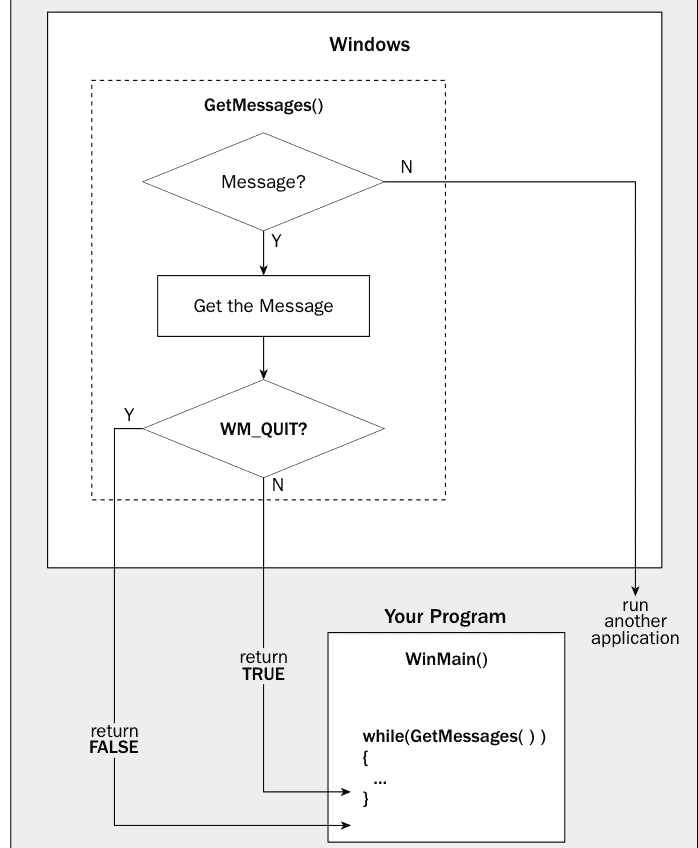 Windows
GetMessages()
Message?
N
Y
Get the Message
Y
WM_QUIT?
N
run
another
application
Your Program
WinMain()
return
TRUE
return
FALSE
while(GetMessages( ) )
{
...
}